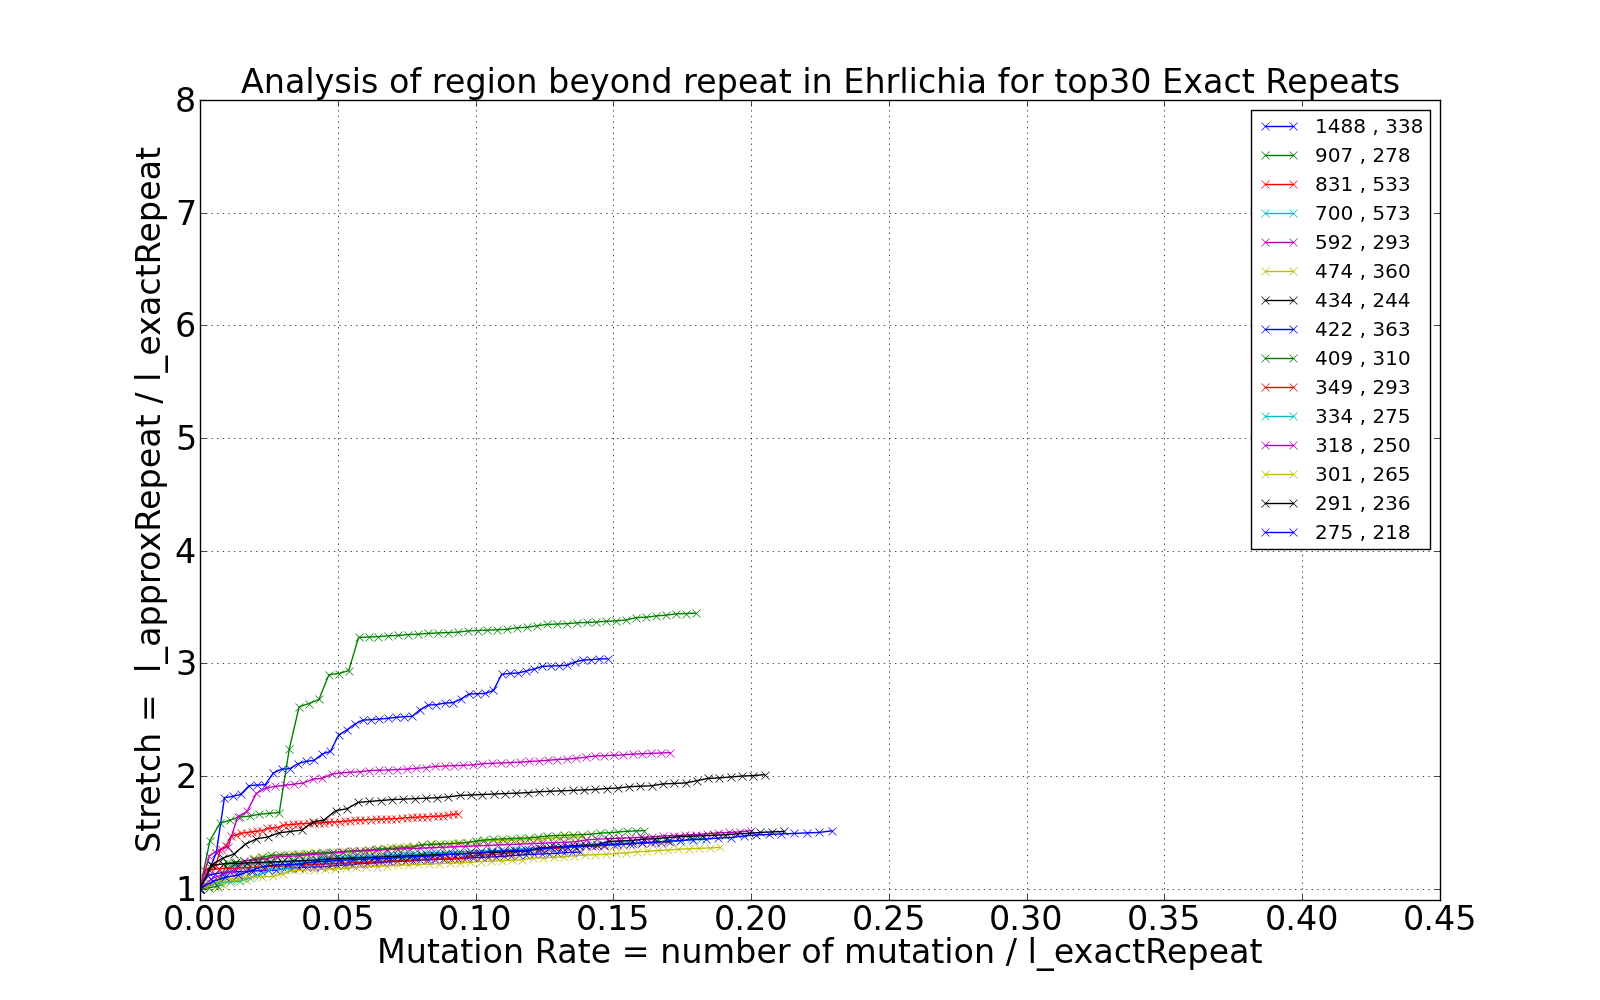 Analysis of region beyond repeat in Ehrlichia for top30 Exact Repeats
Stretch = l_approxRepeat / l_exactRepeat
8
7
6
5
4
3
2
1
0.00 0.05 0.10 0.15 0.20 0.25 0.30 0.35 0.40 0.45
Mutation Rate = number of mutation / l_exactRepeat
1488 , 338
907 , 278
831 , 533
700 , 573
592 , 293
474 , 360
434 , 244
422 , 363
409 , 310
349 , 293
334 , 275
318 , 250
301 , 265
291 , 236
275 , 218